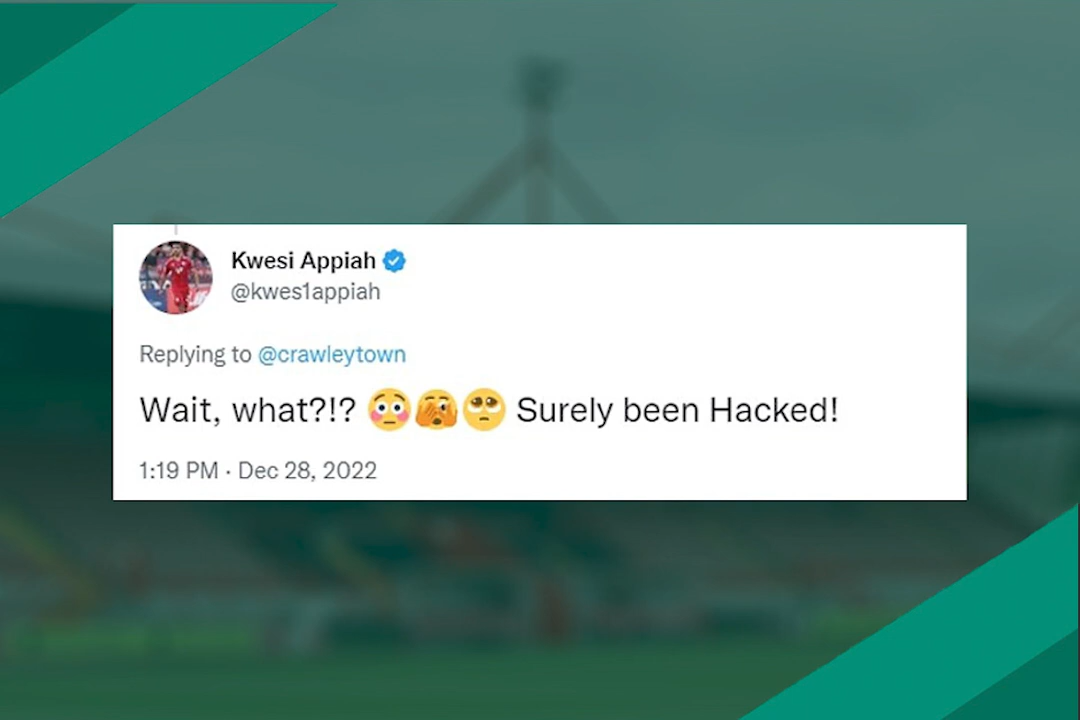 Kwesi Appiah
@kwes1appiah
Replying to @crawleytown
Wait, what?!? 😳🫣🙄 Surely been Hacked!
1:19 PM · Dec 28, 2022